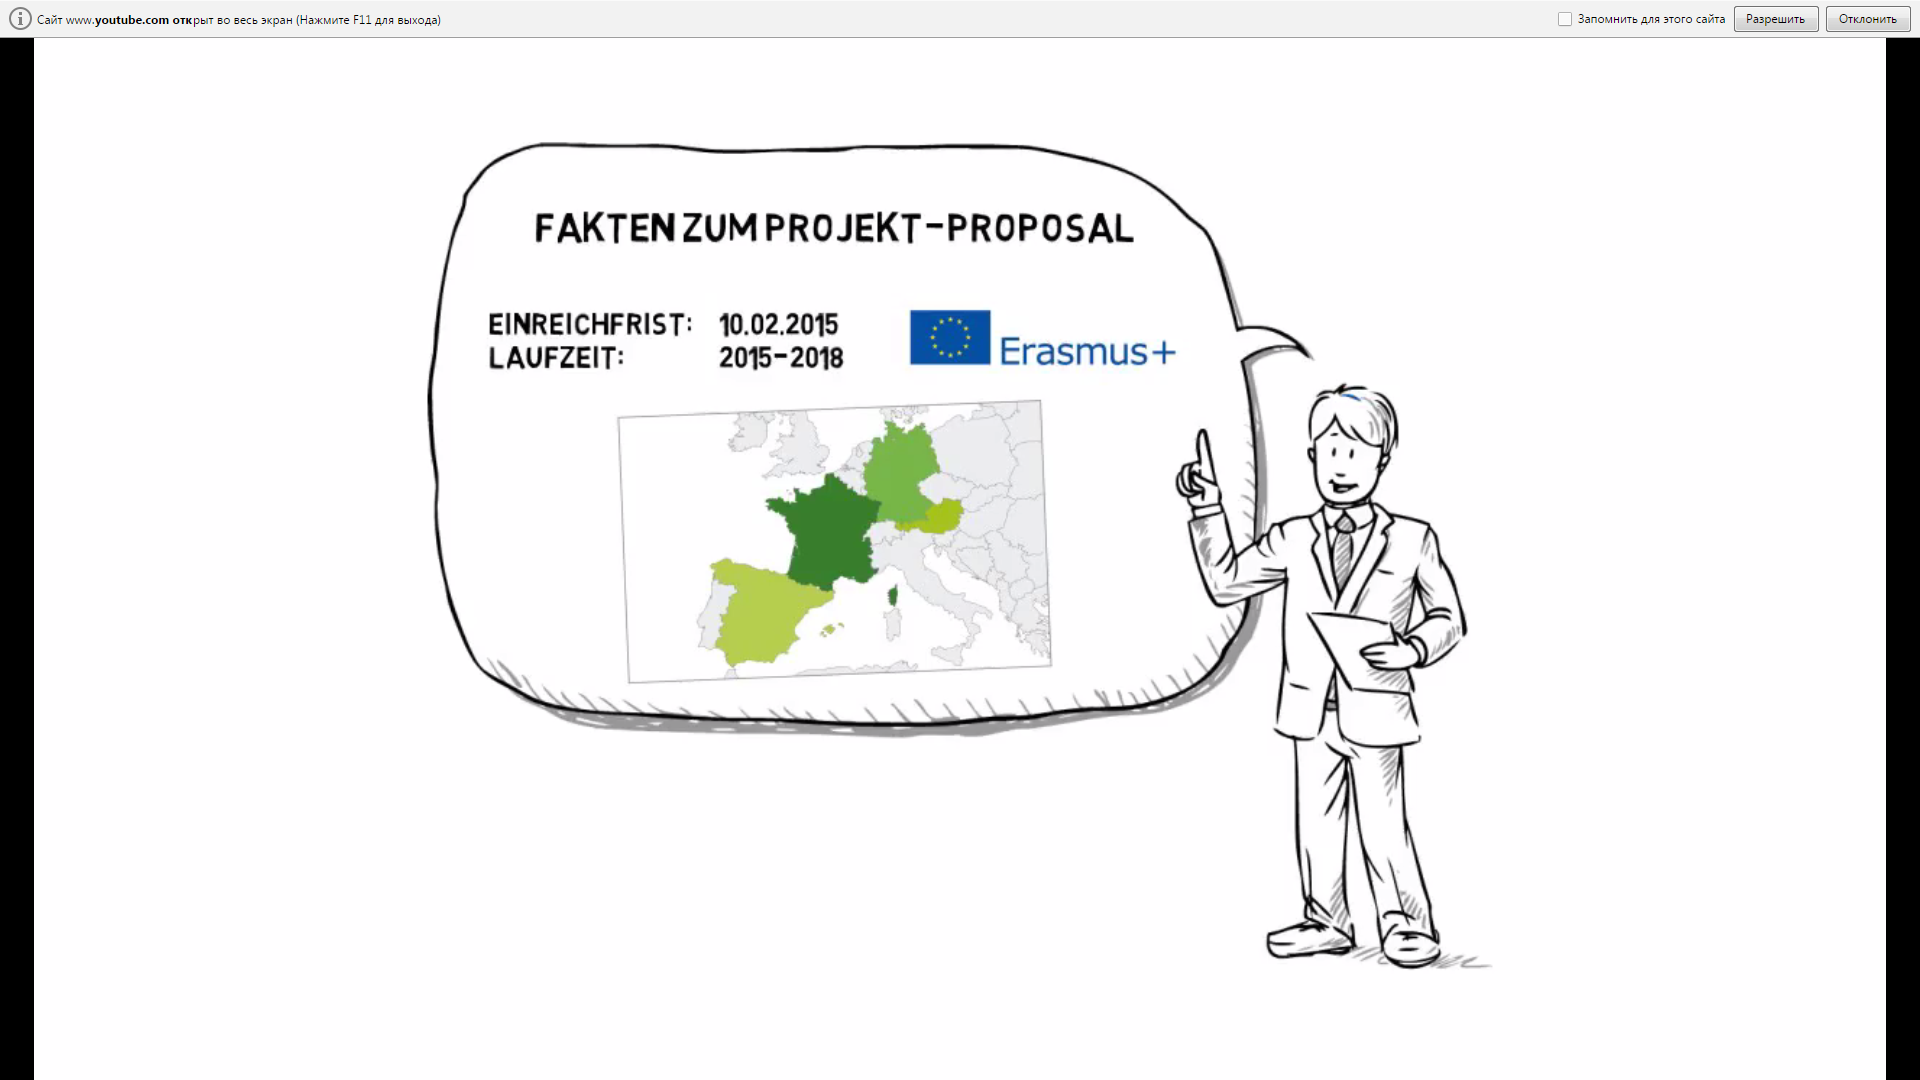 Сайт www.youtube.com открыт во весь экран (Нажмите F11 для выхода)
Запомнить для этого сайта
Разрешить
Отклонить
FAKTEN ZUM PROJEKT-PROPOSAL
EINREICHFRIST: 10.02.2015
LAUFZEIT: 2015-2018
Erasmus+